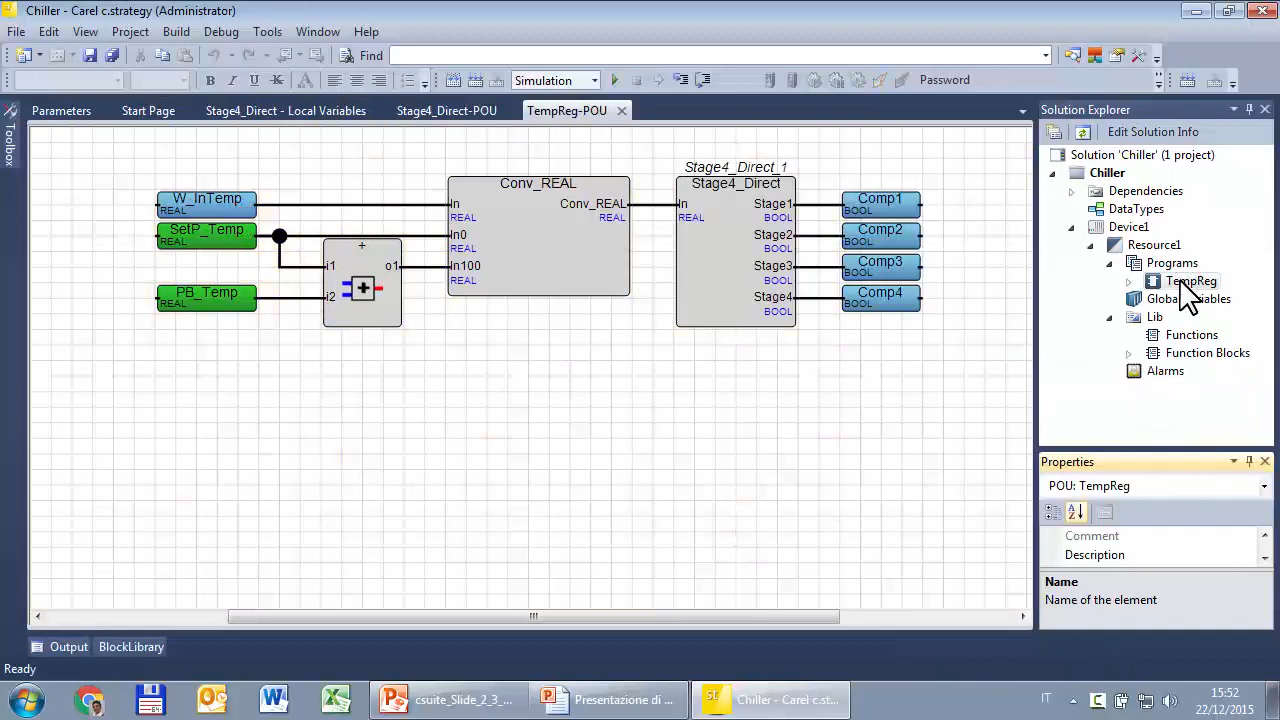 Chiller - Carel c.strategy (Administrator)
File Edit View Project Build Debug Tools Window Help
Find
B I U S A Simulation Password
Parameters Start Page Stage4_Direct - Local Variables Stage4_Direct-POU TempReg-POU
Toolbox
W_InTemp
REAL
SetP_Temp
REAL
PB_Temp
REAL
+
i1 o1
i2
Conv_REAL
In Conv_REAL
REAL REAL
In0
REAL
In100
REAL
Stage4_Direct_1
Stage4_Direct
In Stage1
REAL BOOL
Stage2
BOOL
Stage3
BOOL
Stage4
BOOL
Comp1
BOOL
Comp2
BOOL
Comp3
BOOL
Comp4
BOOL
Solution Explorer
Edit Solution Info
Solution 'Chiller' (1 project)
Chiller
Dependencies
DataTypes
Device1
Resource1
Programs
TempReg
Lib
Functions
Function Blocks
Alarms
Properties
POU: TempReg
Comment
Description
Name
Name of the element
Output BlockLibrary
Ready
csuite_Slide_2_3_... Presentazione di ... Chiller - Carel c.st...
IT
15:52
22/12/2015